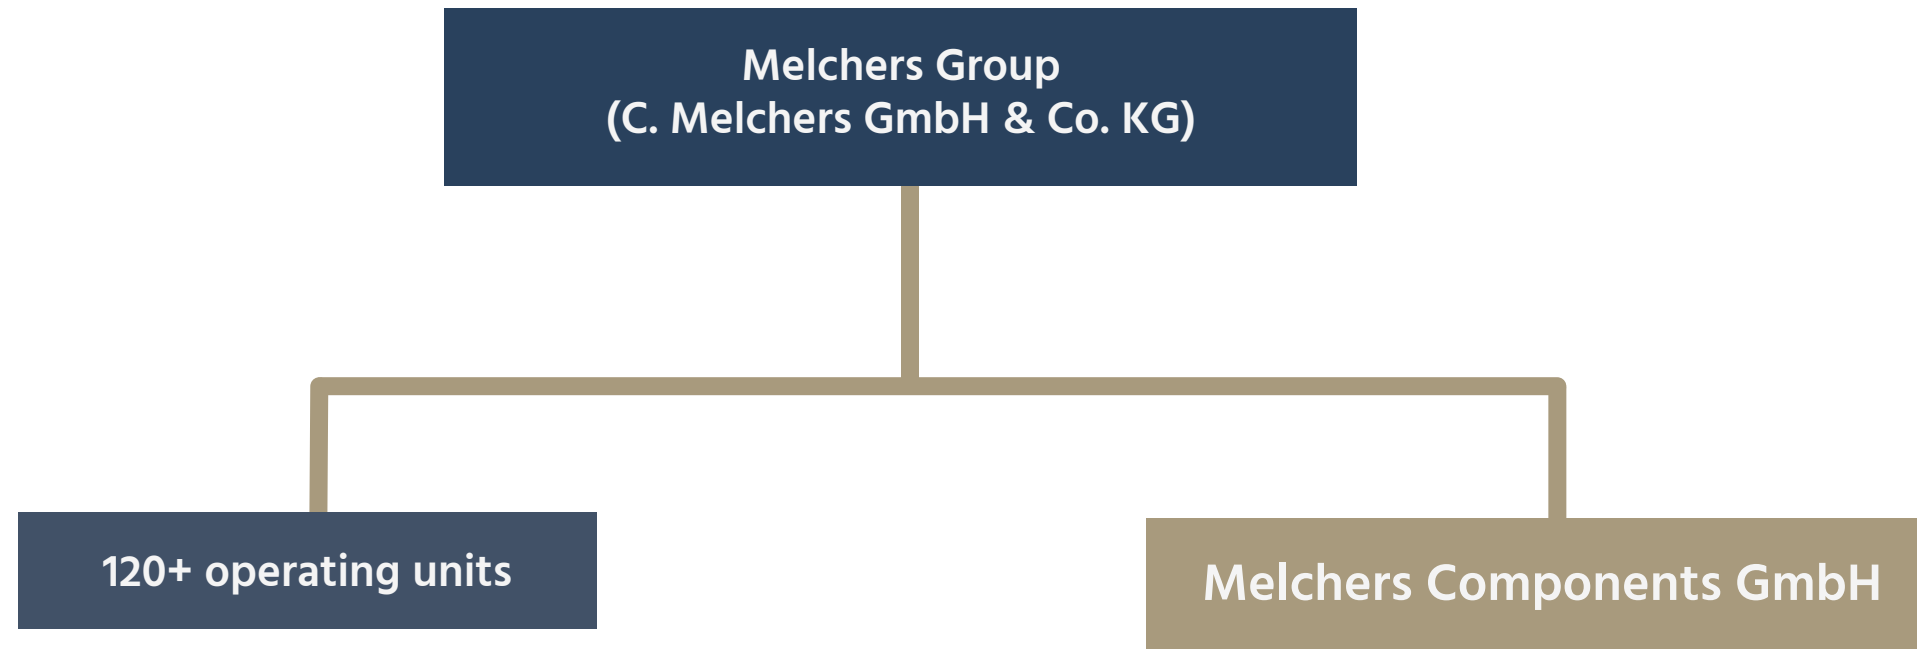 Melchers Group
(C. Melchers GmbH & Co. KG)
120+ operating units
Melchers Components GmbH